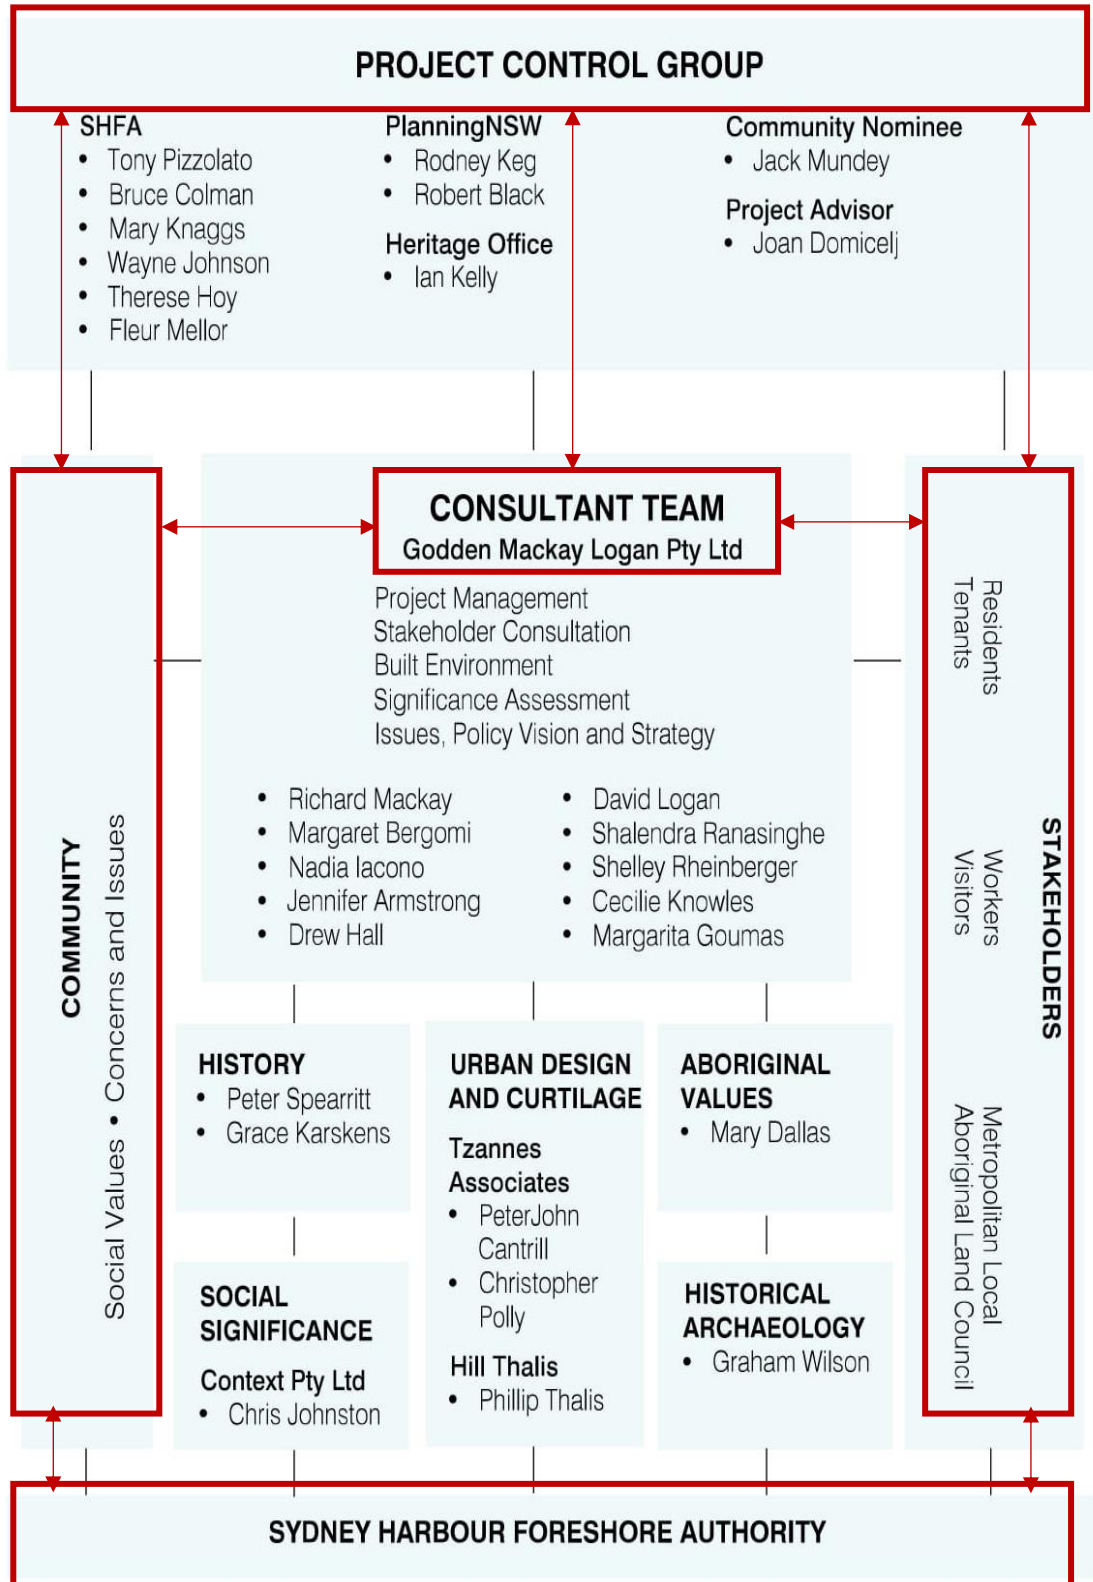 PROJECT CONTROL GROUP
SHFA
• Tony Pizzolato
• Bruce Colman
• Mary Knaggs
• Wayne Johnson
• Therese Hoy
• Fleur Mellor
PlanningNSW
• Rodney Keg
• Robert Black
Heritage Office
• Ian Kelly
Community Nominee
• Jack Mundey
Project Advisor
• Joan Domicelj
COMMUNITY
Social Values • Concerns and Issues
CONSULTANT TEAM
Godden Mackay Logan Pty Ltd
Project Management
Stakeholder Consultation
Built Environment
Significance Assessment
Issues, Policy Vision and Strategy
• Richard Mackay
• Margaret Bergomi
• Nadia Iacono
• Jennifer Armstrong
• Drew Hall
• David Logan
• Shalendra Ranasinghe
• Shelley Rheinberger
• Cecilie Knowles
• Margarita Goumas
STAKEHOLDERS
Residents
Tenants
Workers
Visitors
Metropolitan Local
Aboriginal Land Council
HISTORY
• Peter Spearritt
• Grace Karskens
SOCIAL
SIGNIFICANCE
Context Pty Ltd
• Chris Johnston
URBAN DESIGN
AND CURTILAGE
Tzannes
Associates
• PeterJohn
Cantrill
• Christopher
Polly
Hill Thalis
• Phillip Thalis
ABORIGINAL
VALUES
• Mary Dallas
HISTORICAL
ARCHAEOLOGY
• Graham Wilson
SYDNEY HARBOUR FORESHORE AUTHORITY